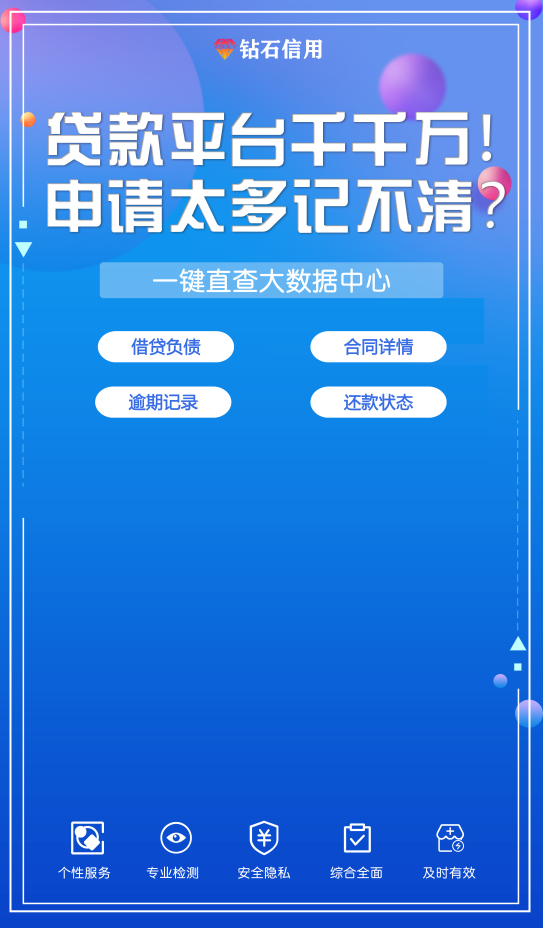 钻石信用
贷款平台千千万!
申请太多记不清?
一键直查大数据中心
借贷负债
合同详情
逾期记录
还款状态
个性服务
专业检测
安全隐私
综合全面
及时有效